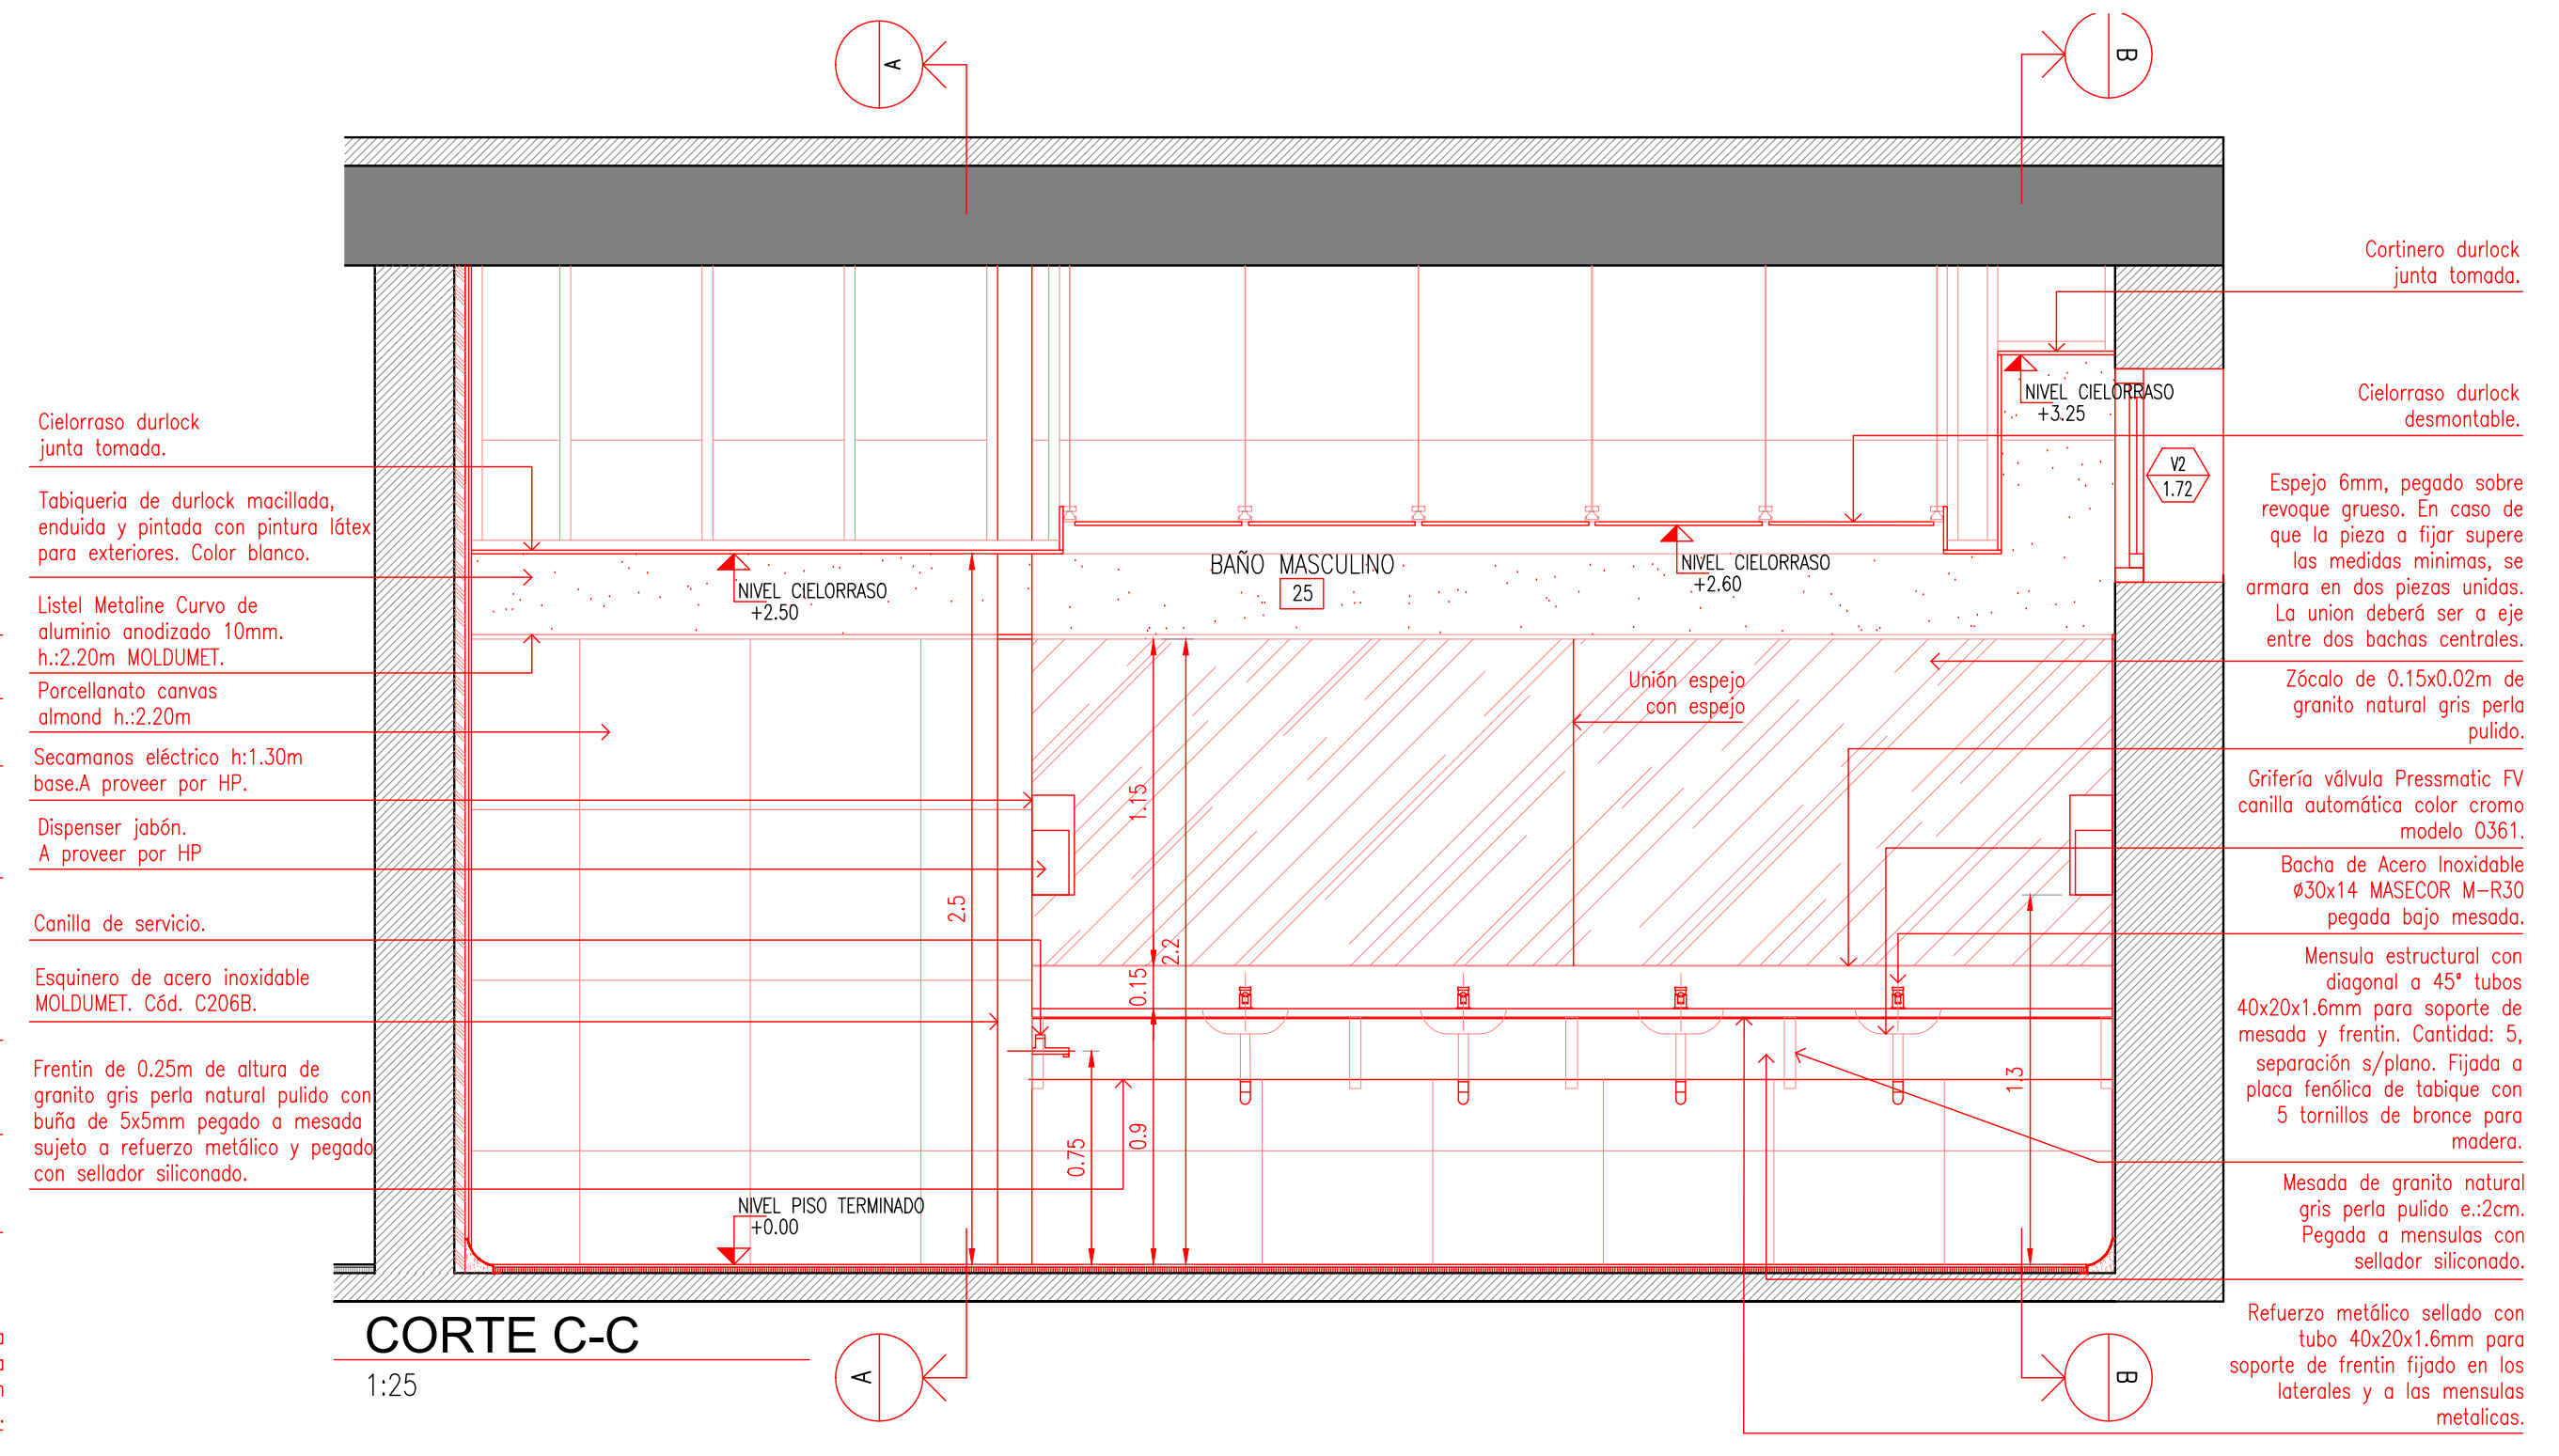 A
B
Cielorraso durlock
junta tomada.
Tabiqueria de durlock macillada,
enduida y pintada con pintura látex
para exteriores. Color blanco.
Listel Metaline Curvo de
aluminio anodizado 10mm.
h.:2.20m MOLDUMET.
Porcellanato canvas
almond h.:2.20m
Secamanos eléctrico h:1.30m
base.A proveer por HP.
Dispenser jabón.
A proveer por HP
Canilla de servicio.
Esquinero de acero inoxidable
MOLDUMET. Cód. C206B.
Frentin de 0.25m de altura de
granito gris perla natural pulido con
buña de 5x5mm pegado a mesada
sujeto a refuerzo metálico y pegado
con sellador siliconado.
NIVEL CIELORRASO
+2.50
BAÑO MASCULINO
25
NIVEL CIELORRASO
+2.60
NIVEL CIELORRASO
+3.25
V2
1.72
Unión espejo
con espejo
1.15
2.5
2.2
0.15
0.9
0.75
1.3
NIVEL PISO TERMINADO
+0.00
Cortinero durlock
junta tomada.
Cielorraso durlock
desmontable.
Espejo 6mm, pegado sobre
revoque grueso. En caso de
que la pieza a fijar supere
las medidas minimas, se
armara en dos piezas unidas.
La union deberá ser a eje
entre dos bachas centrales.
Zócalo de 0.15x0.02m de
granito natural gris perla
pulido.
Grifería válvula Pressmatic FV
canilla automática color cromo
modelo 0361.
Bacha de Acero Inoxidable
ø30x14 MASECOR M-R30
pegada bajo mesada.
Mensula estructural con
diagonal a 45° tubos
40x20x1.6mm para soporte de
mesada y frentin. Cantidad: 5,
separación s/plano. Fijada a
placa fenólica de tabique con
5 tornillos de bronce para
madera.
Mesada de granito natural
gris perla pulido e.:2cm.
Pegada a mensulas con
sellador siliconado.
Refuerzo metálico sellado con
tubo 40x20x1.6mm para
soporte de frentin fijado en los
laterales y a las mensulas
metalicas.
CORTE C-C
1:25
A
B